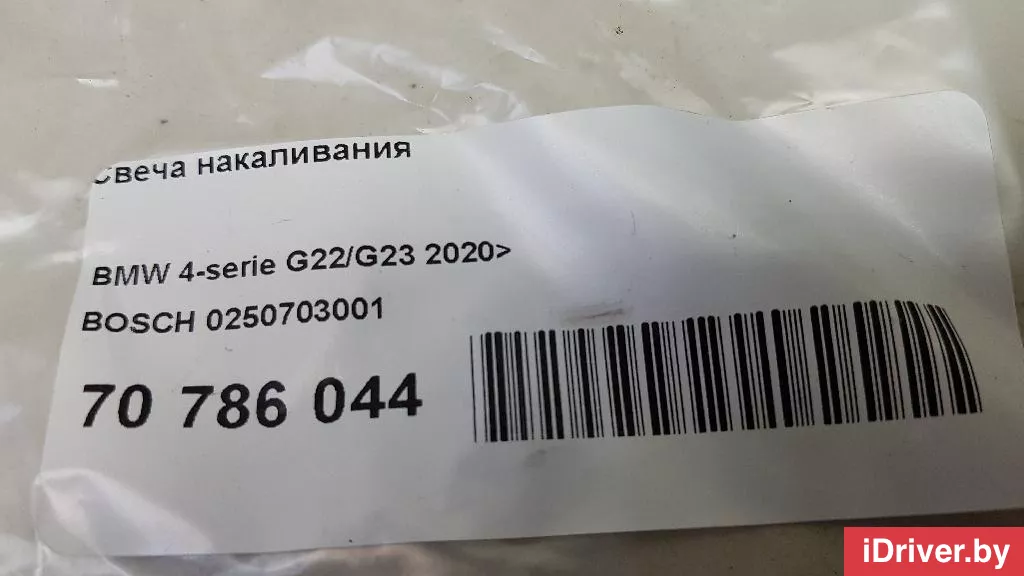 Свеча накаливания
BMW 4-serie G22/G23 2020>
BOSCH 0250703001
70 786 044
iDriver.by